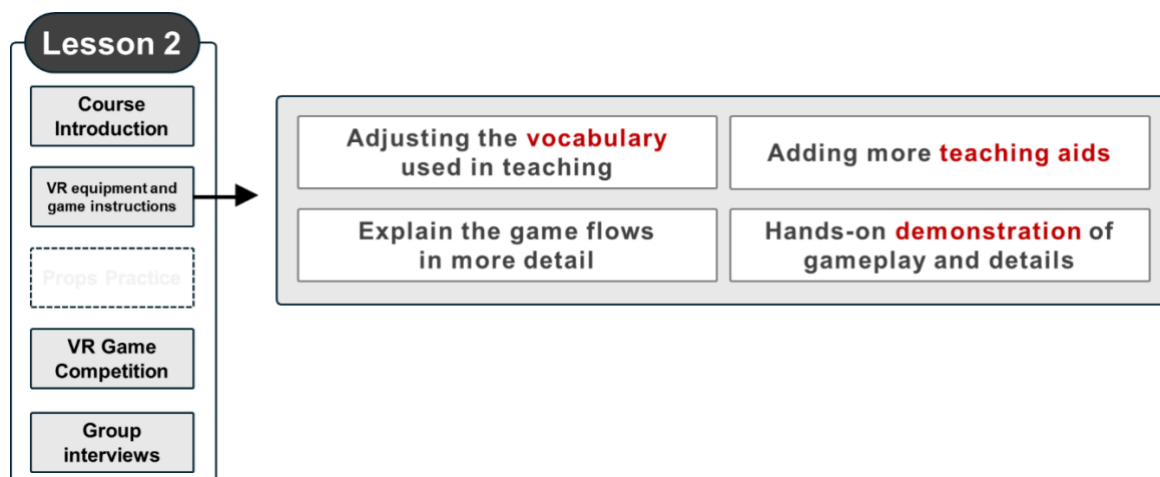 Lesson 2
Course
Introduction
VR equipment and
game instructions
Props Practice
VR Game
Competition
Group
interviews
Adjusting the vocabulary
used in teaching
Adding more teaching aids
Explain the game flows
in more detail
Hands-on demonstration of
gameplay and details